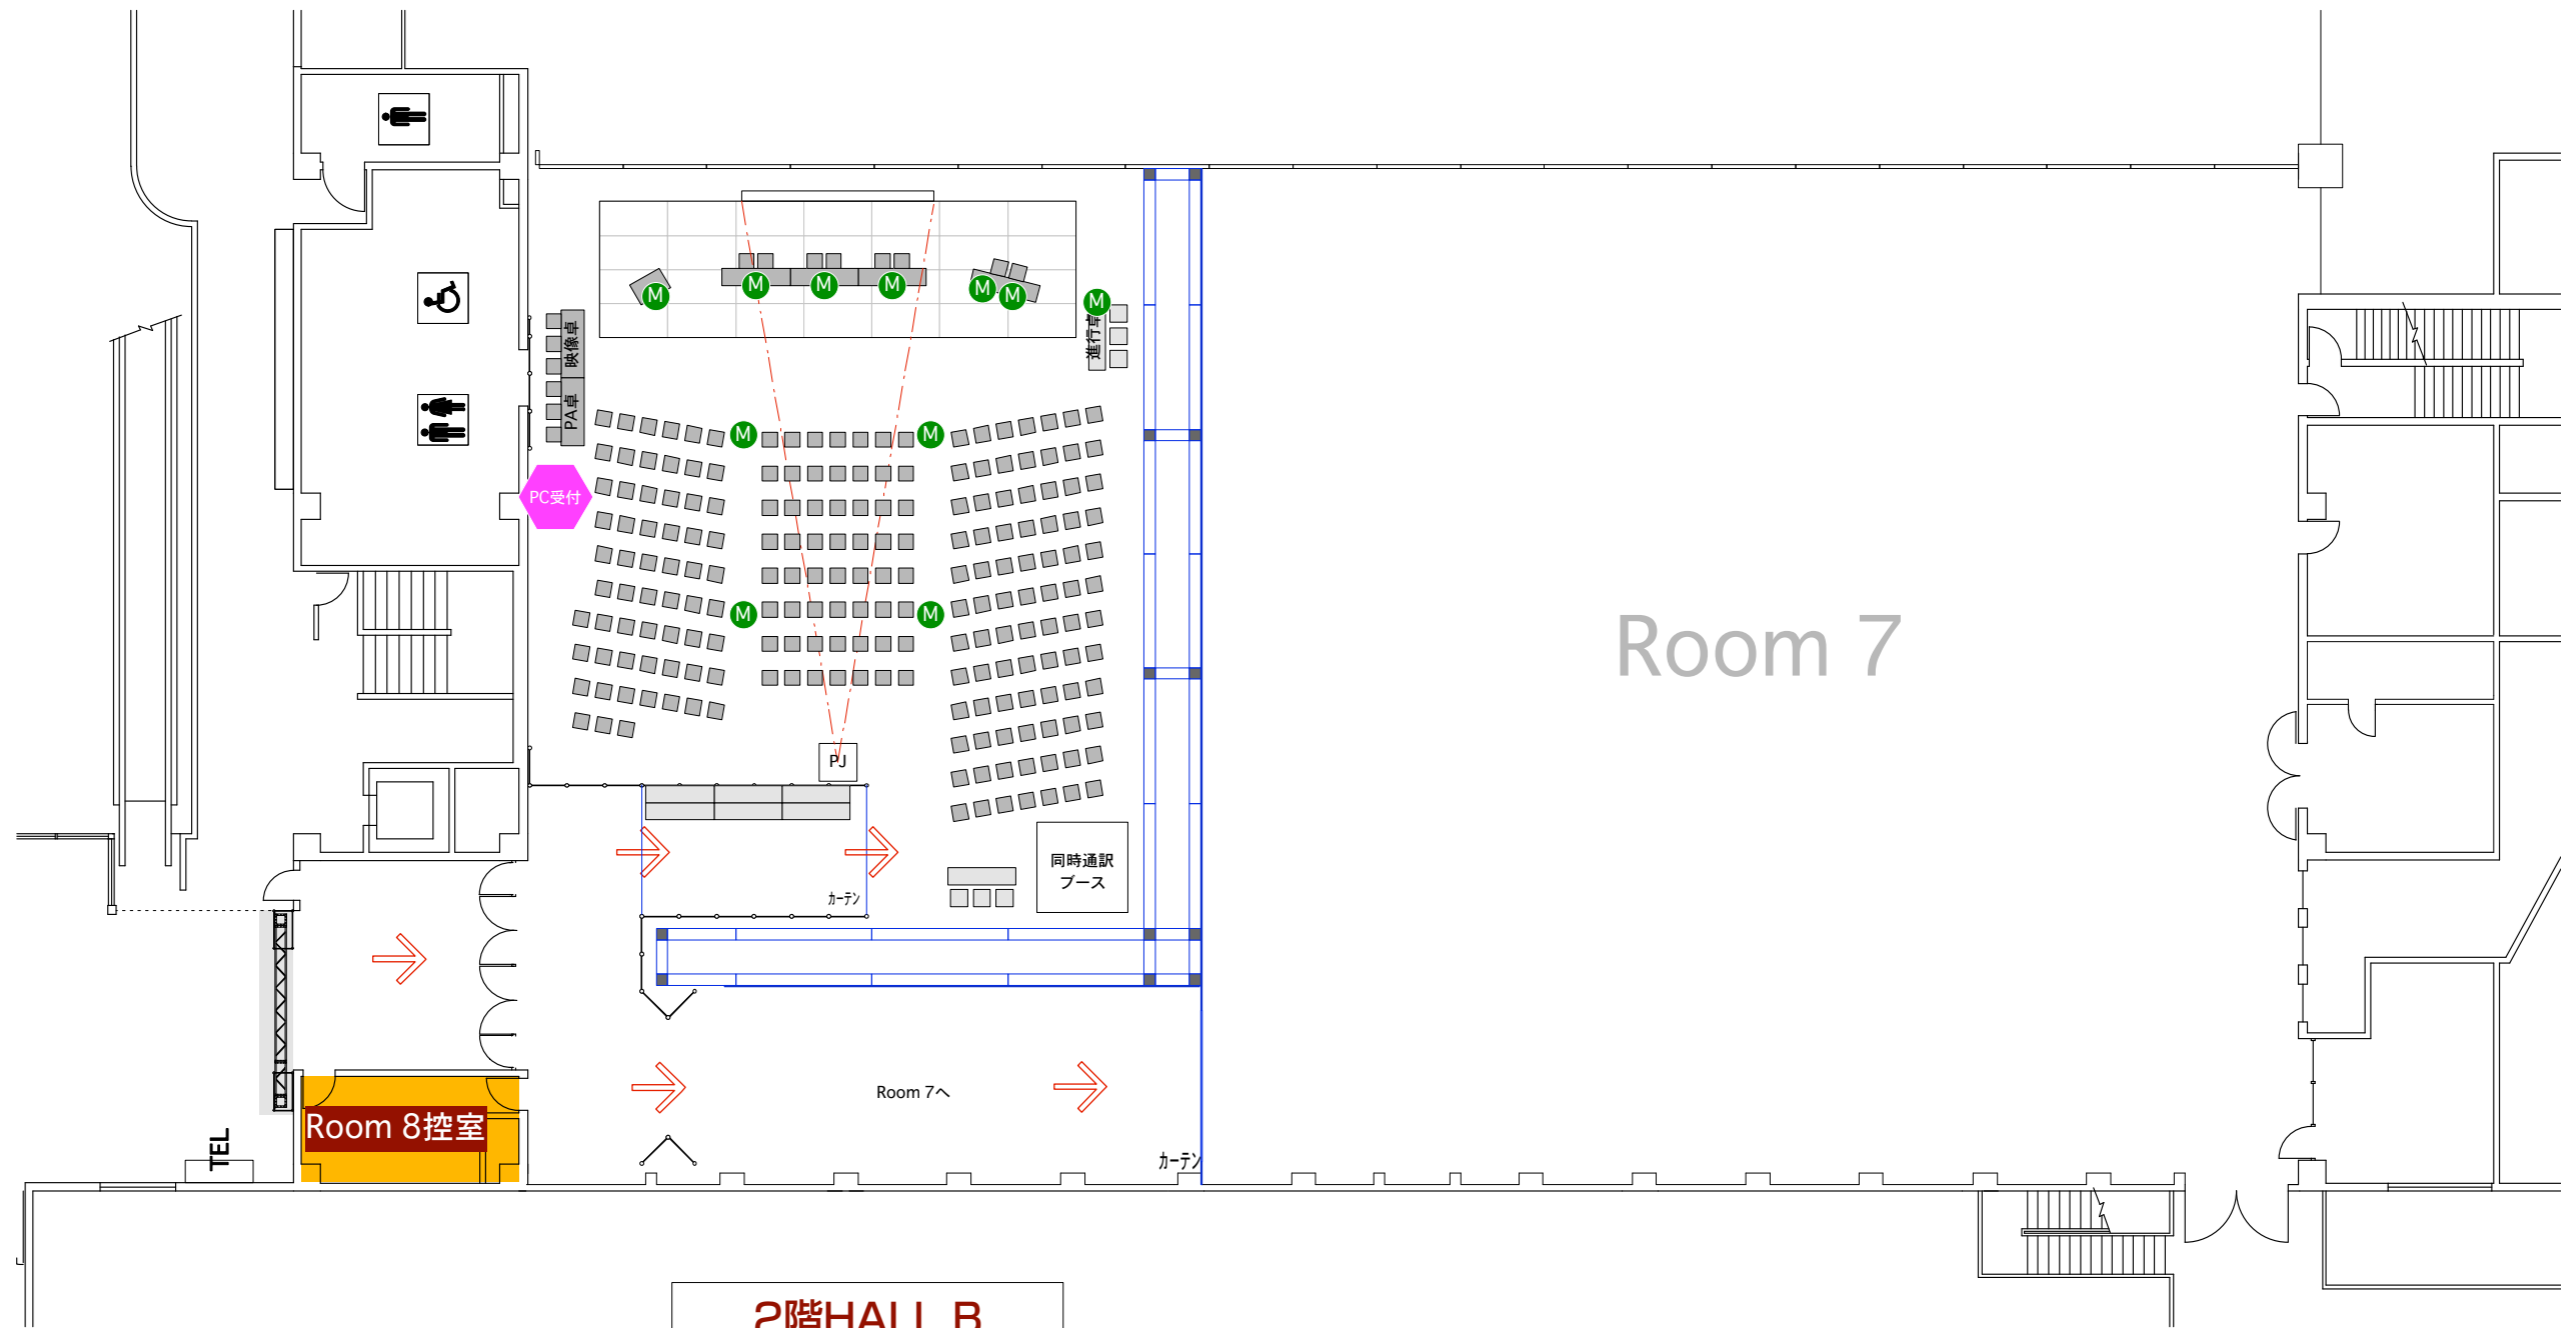 M
M
M
M
M
M
M
進行卓
映像卓
PA卓
M
M
PC受付
M
M
Room 7
PJ
同時通訳
ブース
カーテン
Room 7へ
Room 8控室
TEL
カーテン
2階HALL B